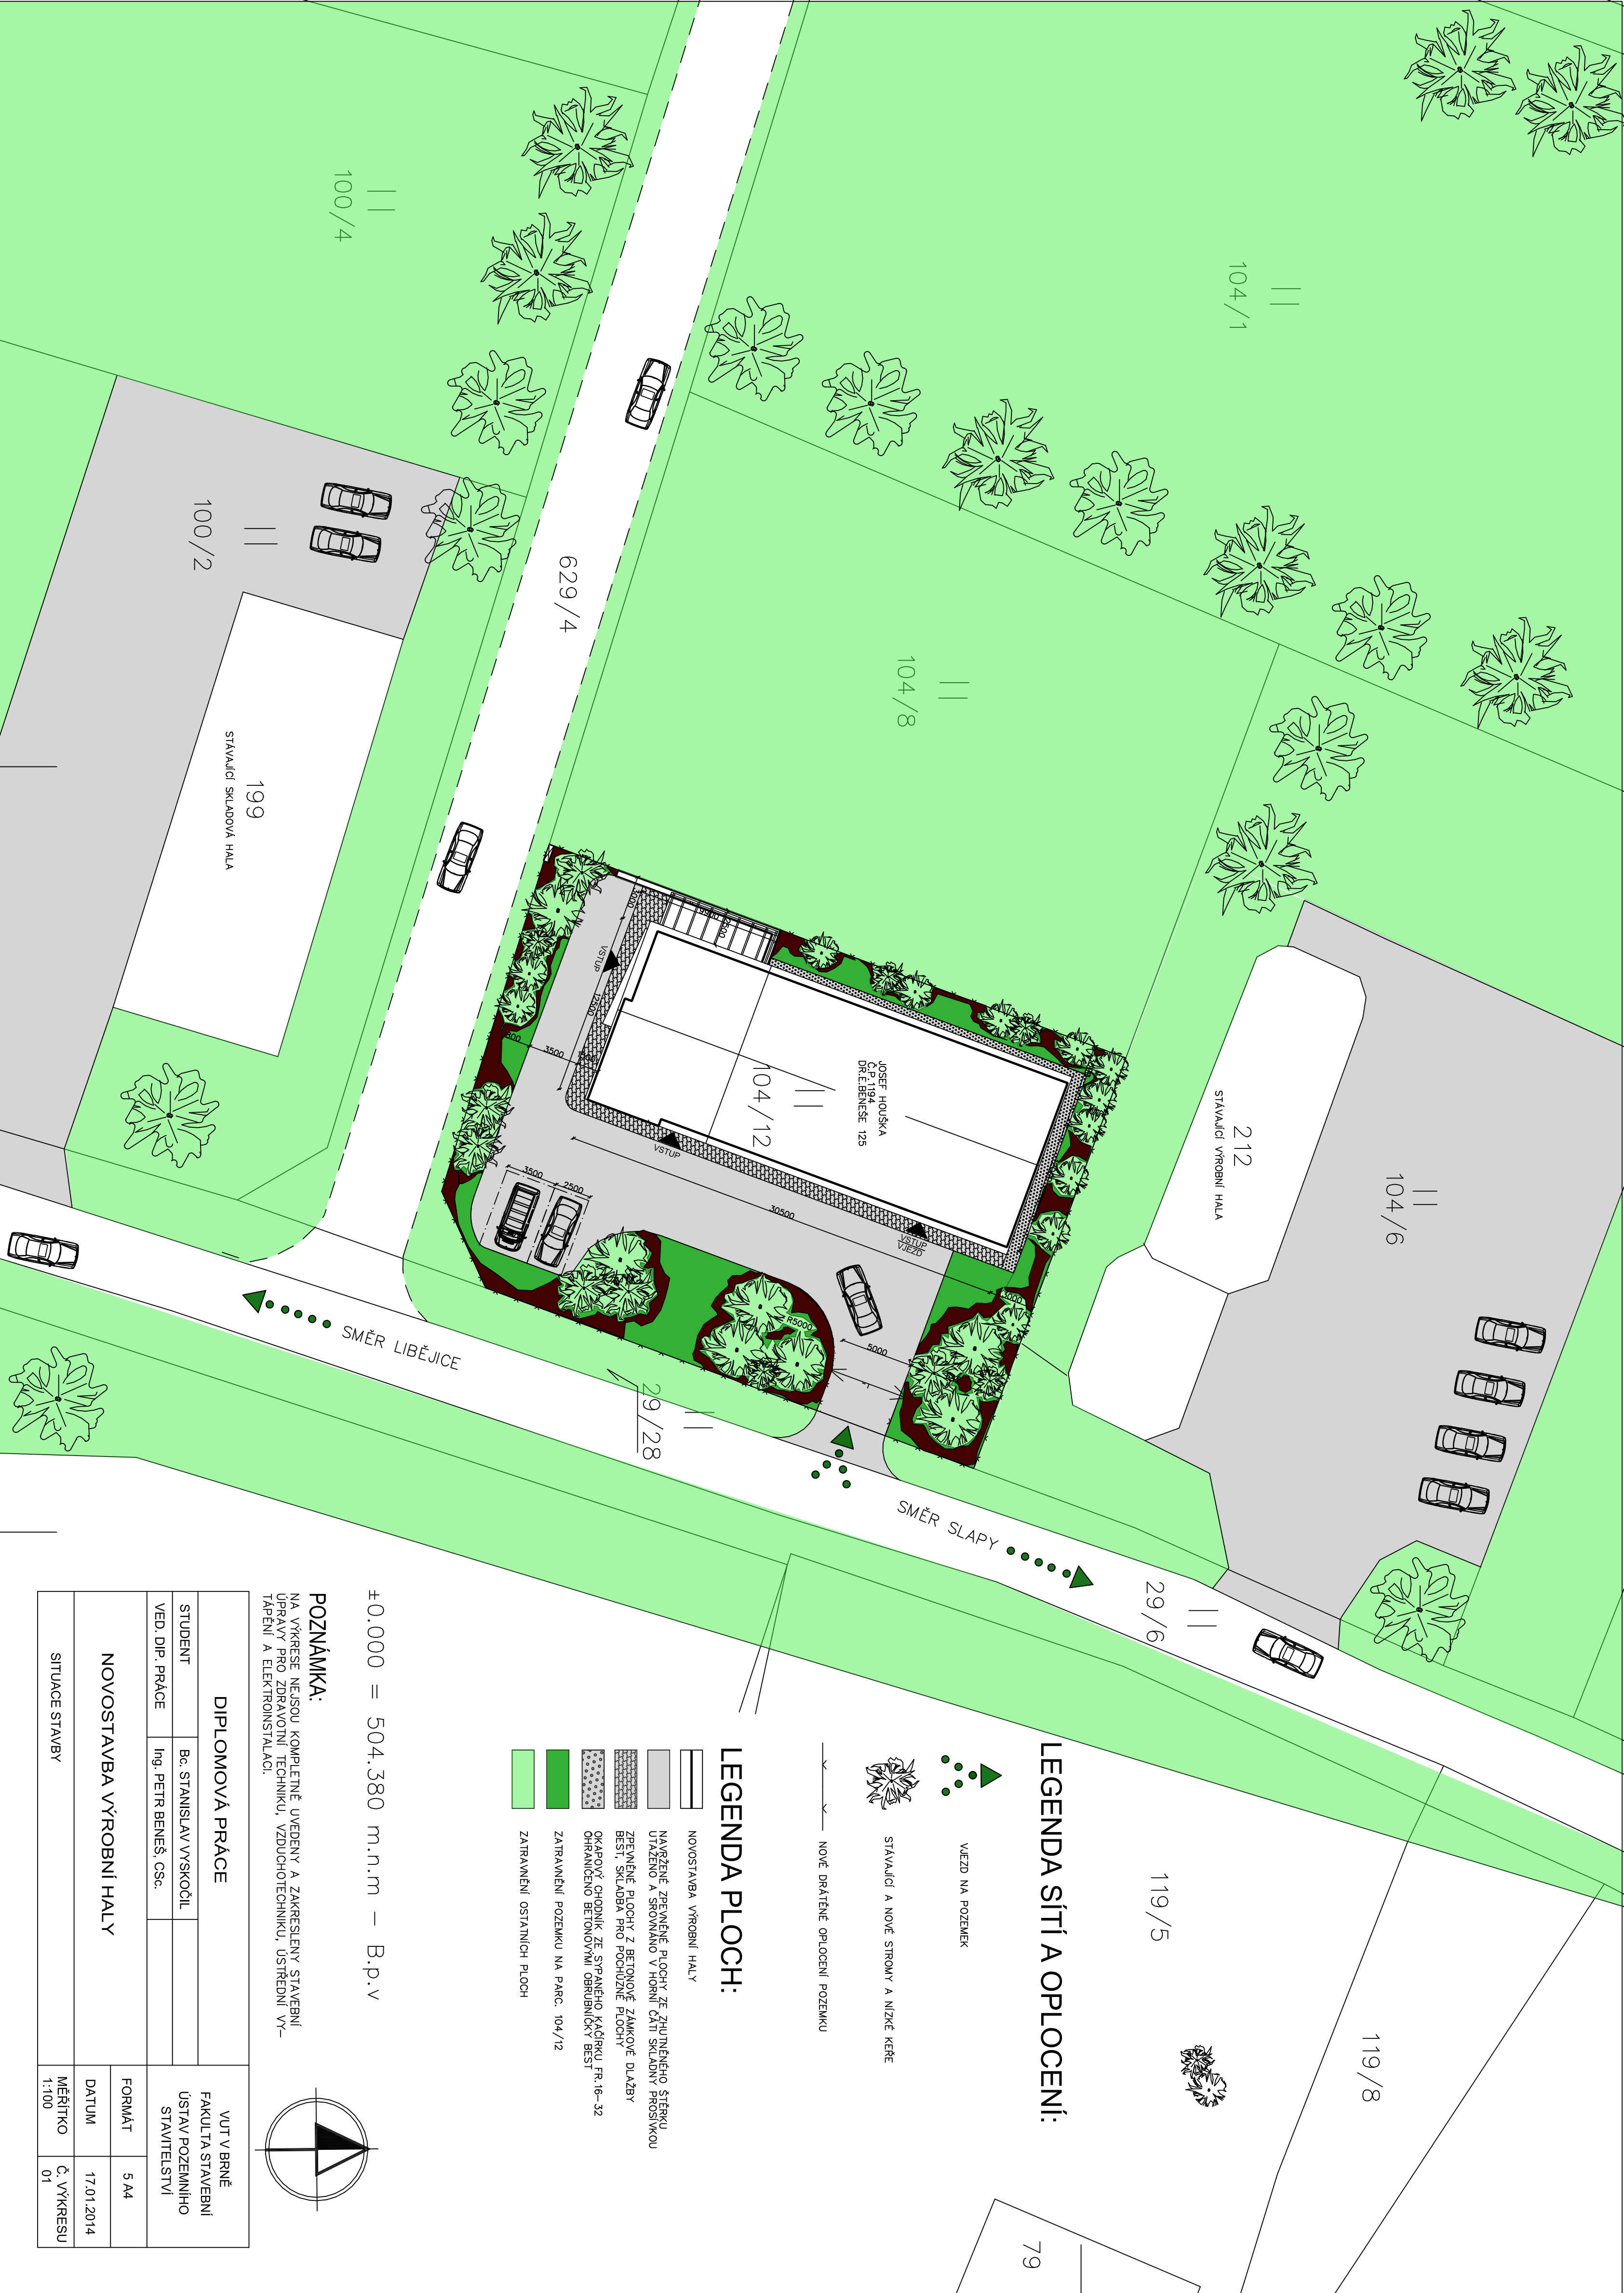 100/4
104/1
100/2
629/4
104/8
199
STÁVAJÍCÍ SKLADOVÁ HALA
212
STÁVAJÍCÍ VÝROBNÍ HALA
104/6
JOSEF HOUŠKA
Č.P.1194
DR.E.BENEŠE 125
104/12
VSTUP
VSTUP
VSTUP
VJEZD
12500
3500
3500
2500
30500
R5000
5000
SMĚR LIBĚJICE
29/28
SMĚR SLAPY
29/6
119/5
119/8
79
LEGENDA SÍTÍ A OPLOCENÍ:
VJEZD NA POZEMEK
STÁVAJÍCÍ A NOVÉ STROMY A NÍZKÉ KEŘE
NOVÉ DRÁTĚNÉ OPLOCENÍ POZEMKU
LEGENDA PLOCH:
NOVOSTAVBA VÝROBNÍ HALY
NAVRŽENÉ ZPEVNĚNÉ PLOCHY ZE ZHUTNĚNÉHO ŠTĚRKU
UTAŽENO A SROVNÁNO V HORNÍ ČÁTI SKLADNY PROSÍVKOU
ZPEVNĚNÉ PLOCHY Z BETONOVÉ ZÁMKOVÉ DLAŽBY
BEST, SKLADBA PRO POCHŮZNÉ PLOCHY
OKAPOVÝ CHODNÍK ZE SYPANÉHO KAČÍRKU FR.16-32
OHRANIČENO BETONOVÝMI OBRUBNÍČKY BEST
ZATRAVNĚNÍ POZEMKU NA PARC. 104/12
ZATRAVNĚNÍ OSTATNÍCH PLOCH
±0.000 = 504.380 m.n.m - B.p.v
POZNÁMKA:
NA VÝKRESE NEJSOU KOMPLETNĚ UVEDENY A ZAKRESLENY STAVEBNÍ
ÚPRAVY PRO ZDRAVOTNÍ TECHNIKU, VZDUCHOTECHNIKU, ÚSTŘEDNÍ VY-
TÁPĚNÍ A ELEKTROINSTALACI.
DIPLOMOVÁ PRÁCE
STUDENT
Bc. STANISLAV VYSKOČIL
VED. DIP. PRÁCE
Ing. PETR BENEŠ, CSc.
VUT V BRNĚ
FAKULTA STAVEBNÍ
ÚSTAV POZEMNÍHO
STAVITELSTVÍ
NOVOSTAVBA VÝROBNÍ HALY
FORMÁT
5 A4
DATUM
17.01.2014
SITUACE STAVBY
MĚŘÍTKO
1:100
Č. VÝKRESU
01